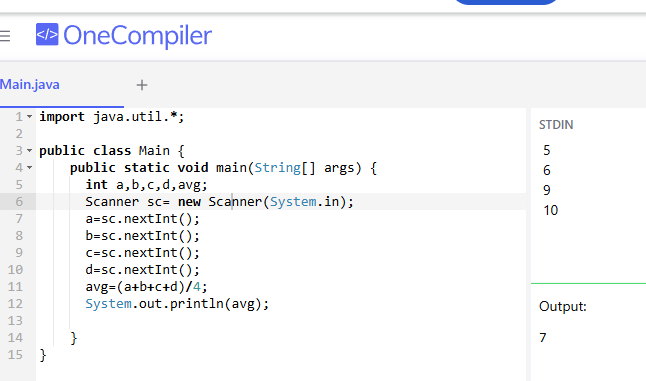 </> OneCompiler
Main.java +
1 import java.util.*;
2
3 public class Main {
4 public static void main(String[] args) {
5 int a,b,c,d,avg;
6 Scanner sc= new Scanner(System.in);
7 a=sc.nextInt();
8 b=sc.nextInt();
9 c=sc.nextInt();
10 d=sc.nextInt();
11 avg=(a+b+c+d)/4;
12 System.out.println(avg);
13
14 }
15 }
STDIN
5
6
9
10
Output:
7